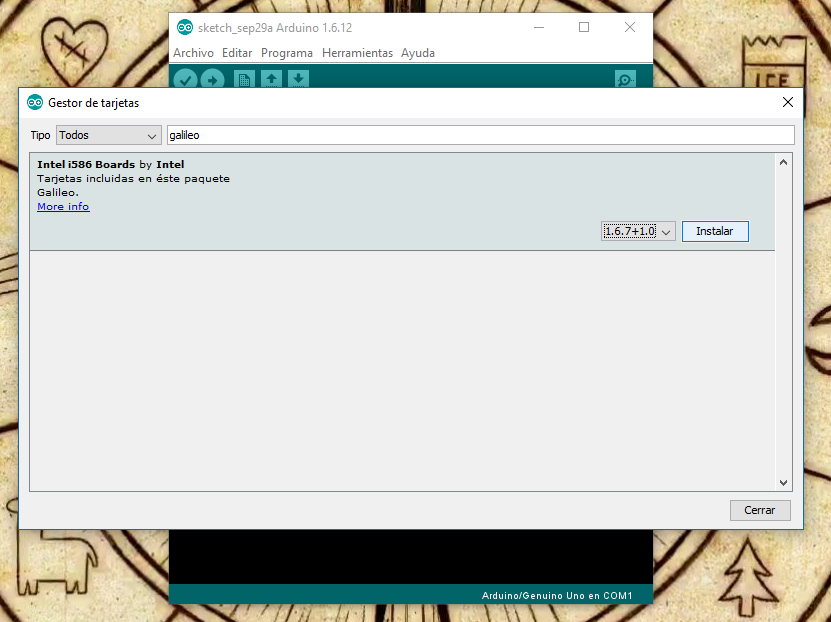 sketch_sep29a Arduino 1.6.12
Archivo Editar Programa Herramientas Ayuda
Gestor de tarjetas
Tipo Todos galileo
Intel i586 Boards by Intel
Tarjetas incluidas en éste paquete
Galileo.
More info
1.6.7+1.0 Instalar
Cerrar
Arduino/Genuino Uno en COM1
ICE